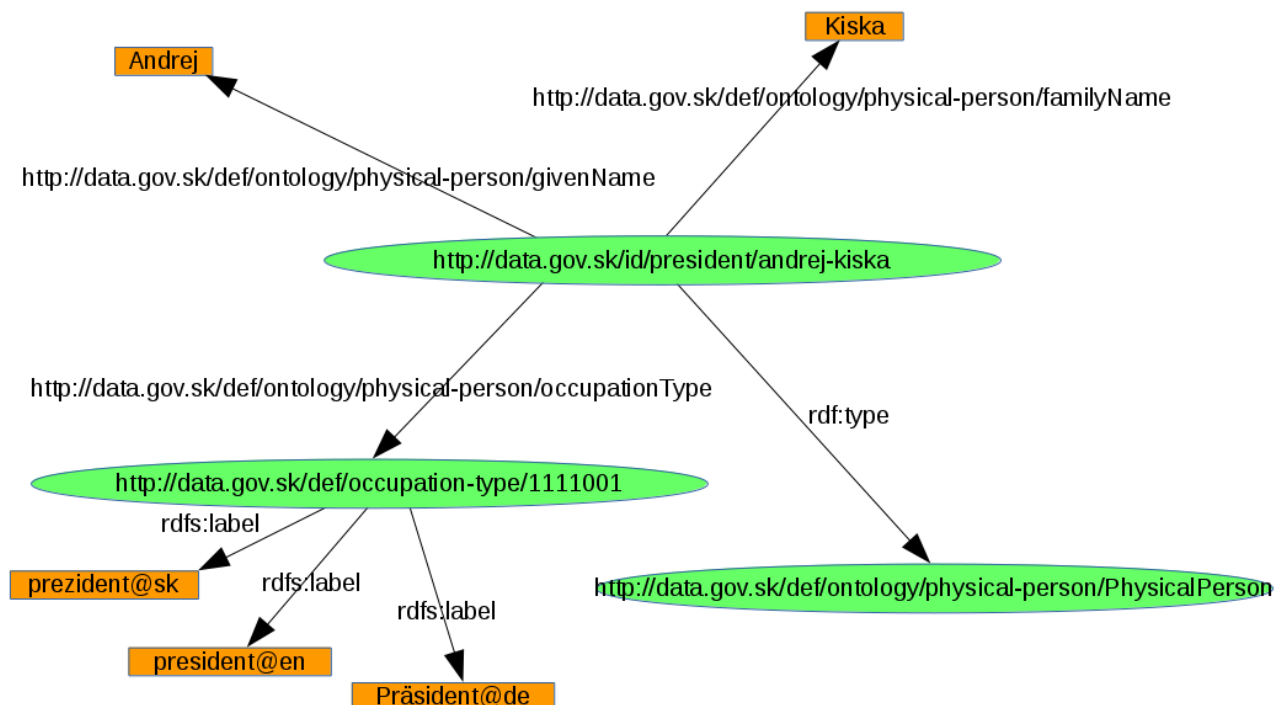 Kiska
Andrej
http://data.gov.sk/def/ontology/physical-person/familyName
http://data.gov.sk/def/ontology/physical-person/givenName
http://data.gov.sk/id/president/andrej-kiska
http://data.gov.sk/def/ontology/physical-person/occupationType
rdf:type
http://data.gov.sk/def/occupation-type/1111001
rdfs:label
prezident@sk
rdfs:label
http://data.gov.sk/def/ontology/physical-person/PhysicalPerson
rdfs:label
president@en
Präsident@de